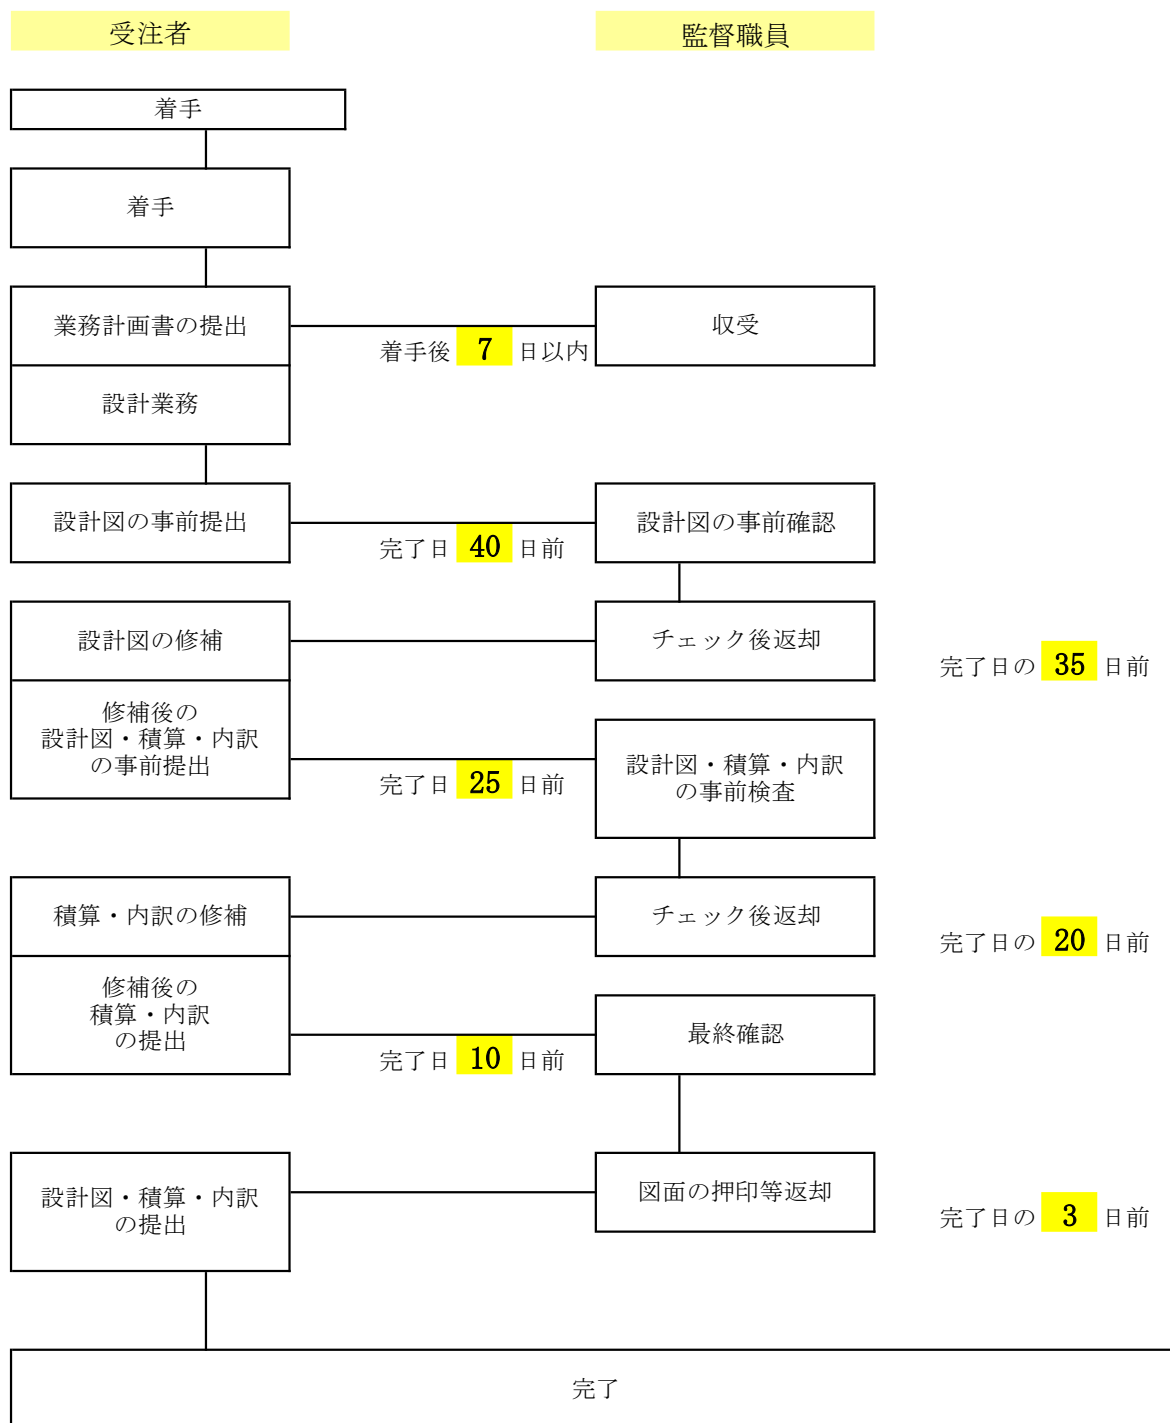 受注者
監督職員
着手
着手
業務計画書の提出
収受
着手後 7 日以内
設計業務
設計図の事前提出
設計図の事前確認
完了日 40 日前
設計図の修補
チェック後返却
完了日の 35 日前
修補後の
設計図・積算・内訳
の事前提出
設計図・積算・内訳
の事前検査
完了日 25 日前
積算・内訳の修補
チェック後返却
完了日の 20 日前
修補後の
積算・内訳
の提出
最終確認
完了日 10 日前
設計図・積算・内訳
の提出
図面の押印等返却
完了日の 3 日前
完了